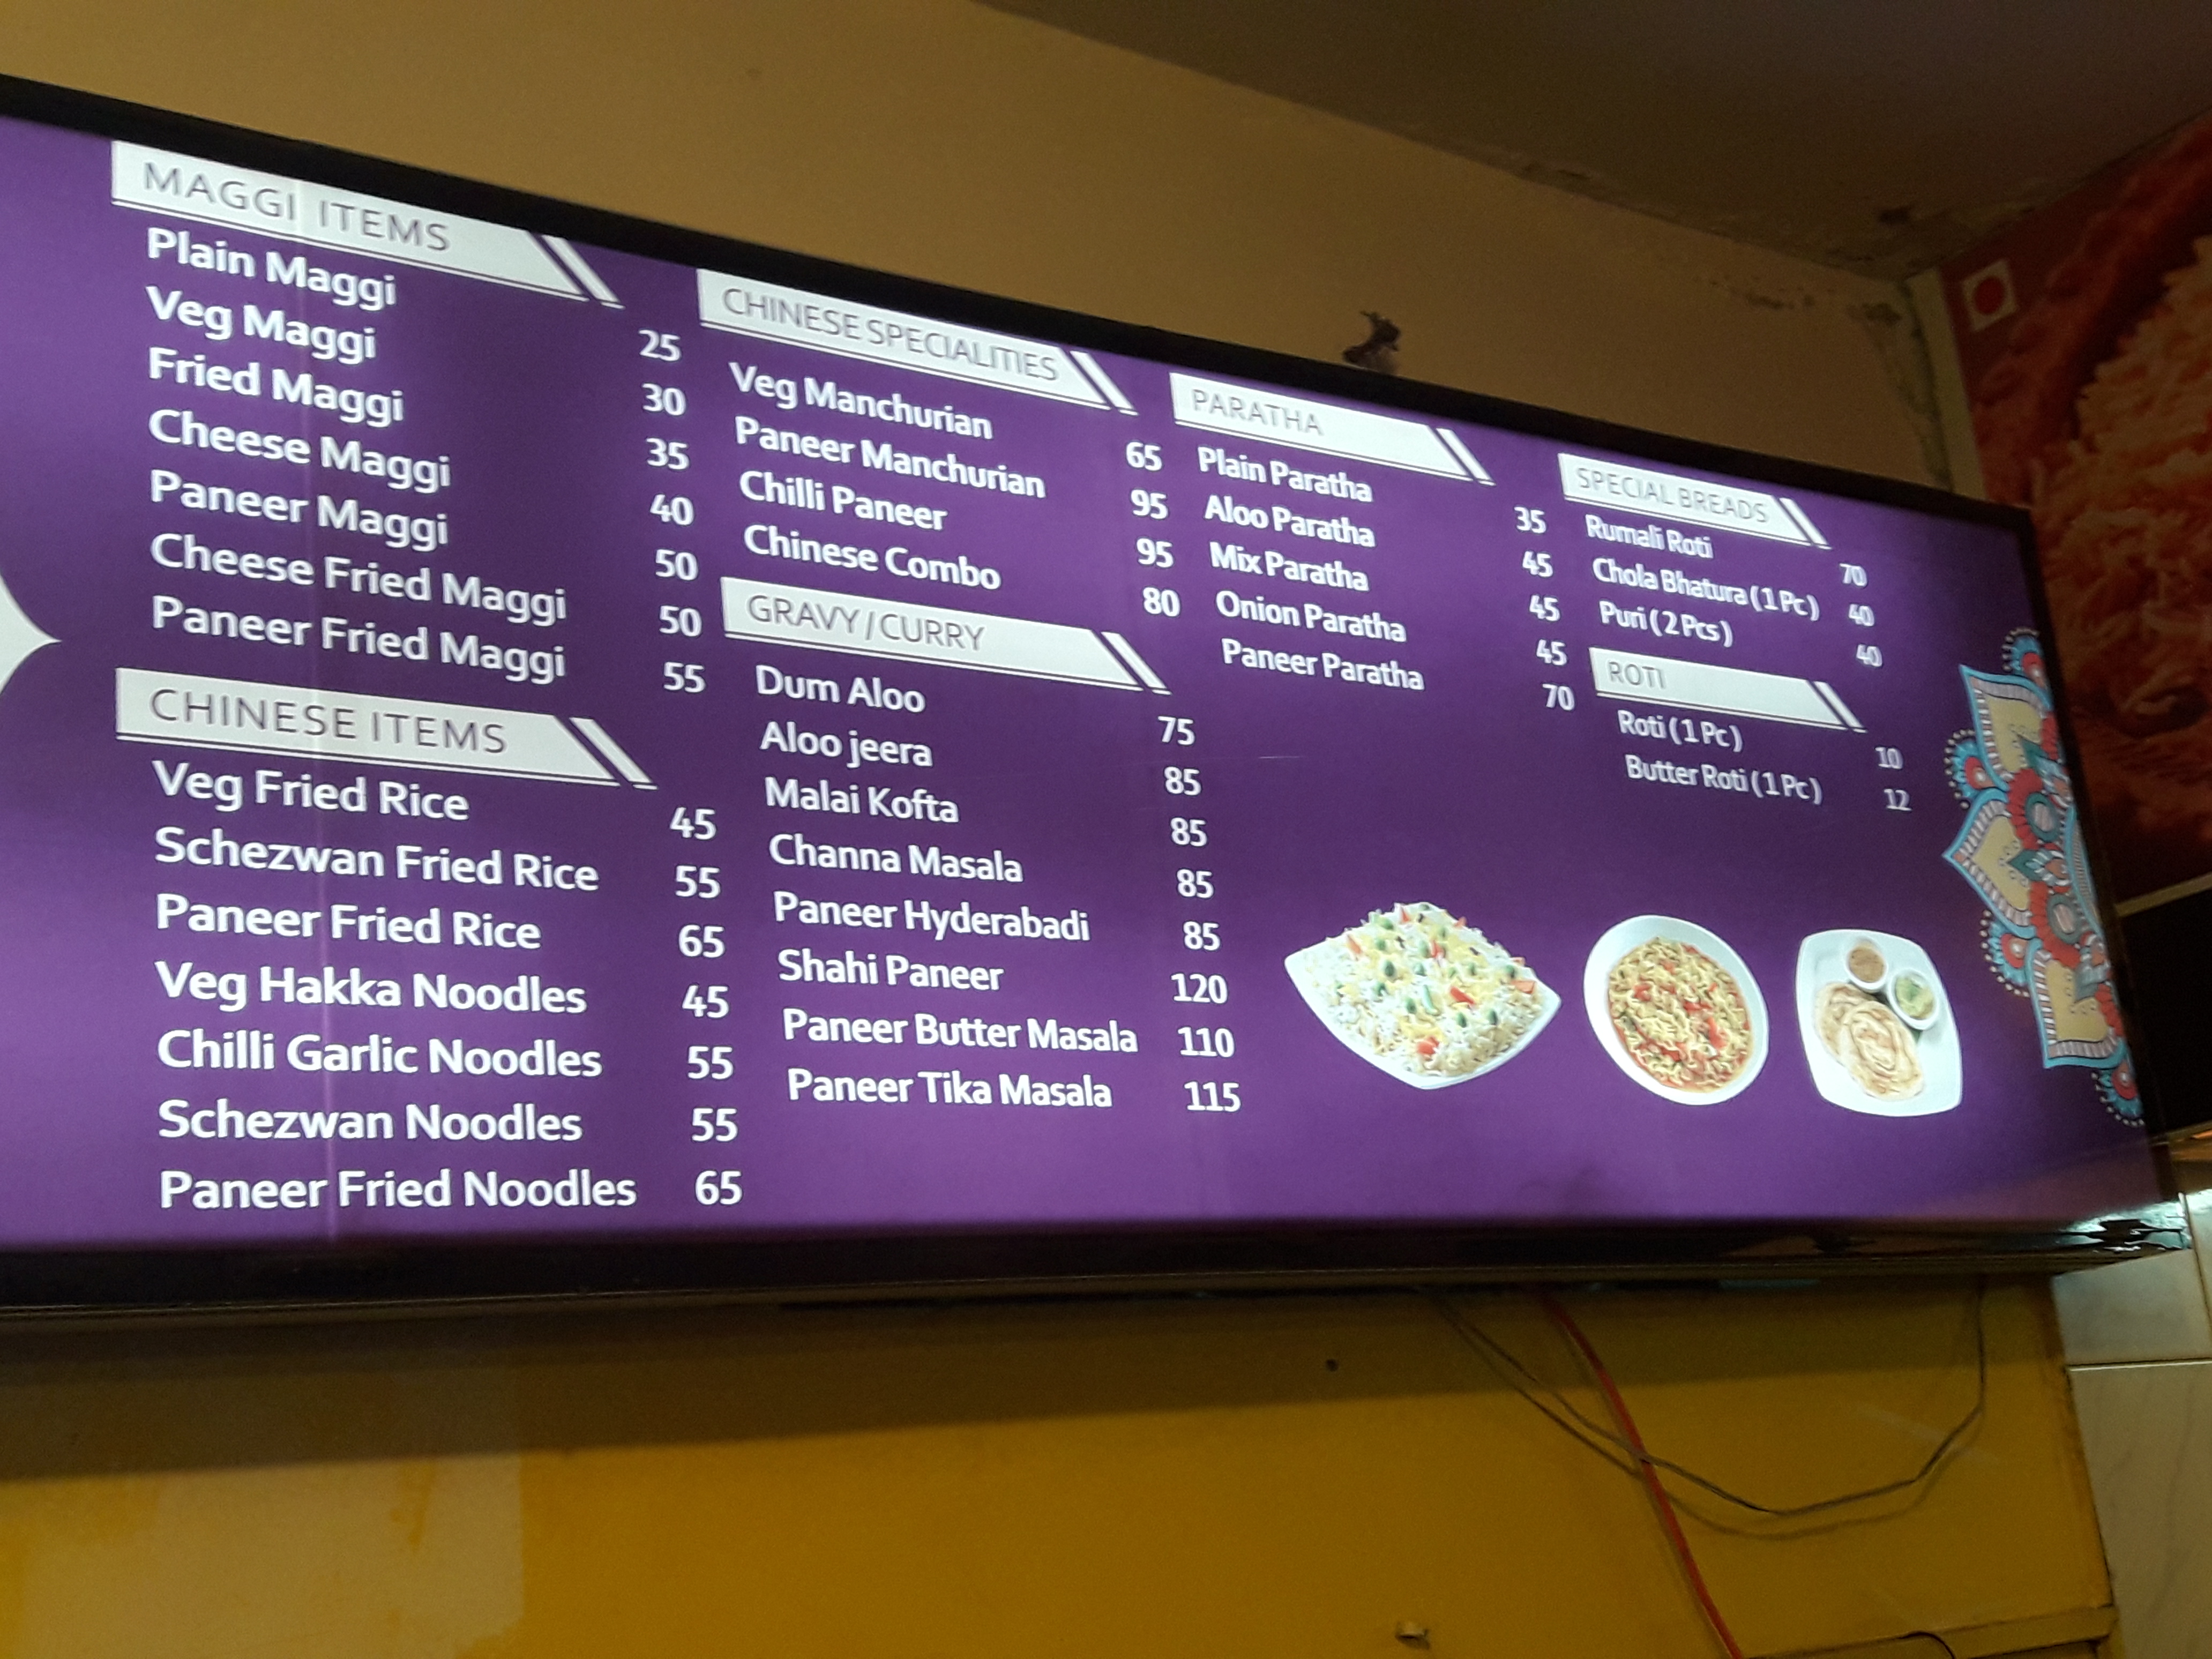 MAGGI ITEMS
Plain Maggi 25
Veg Maggi 30
Fried Maggi 35
Cheese Maggi 40
Paneer Maggi 50
Cheese Fried Maggi 50
Paneer Fried Maggi 55
CHINESE ITEMS
Veg Fried Rice 45
Schezwan Fried Rice 55
Paneer Fried Rice 65
Veg Hakka Noodles 45
Chilli Garlic Noodles 55
Schezwan Noodles 55
Paneer Fried Noodles 65
CHINESE SPECIALITIES
Veg Manchurian 65
Paneer Manchurian 95
Chilli Paneer 95
Chinese Combo 80
GRAVY/CURRY
Dum Aloo 75
Aloo jeera 85
Malai Kofta 85
Channa Masala 85
Paneer Hyderabadi 85
Shahi Paneer 120
Paneer Butter Masala 110
Paneer Tika Masala 115
PARATHA
Plain Paratha 35
Aloo Paratha 45
Mix Paratha 45
Onion Paratha 45
Paneer Paratha 70
SPECIAL BREADS
Rumali Roti 70
Chola Bhatura (1 Pc) 40
Puri (2 Pcs) 40
ROTI
Roti (1 Pc) 10
Butter Roti (1 Pc) 12